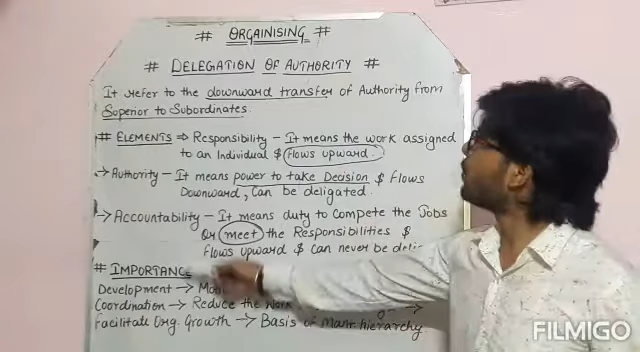 # ORGAINISING #
# DELEGATION OF AUTHORITY #
It refer to the downward transfer of Authority from
Superior to Subordinates.
# ELEMENTS ⇒ Responsibility – It means the work assigned
to an Individual $ flows upward.
→ Authority – It means power to take Decision $ flows
Downward, Can be deligated.
→ Accountability – It means duty to Compete the Jobs
Or meet the Responsibilities $
flows upward $ Can never be
# IMPORTANCE
Development →
Coordination → Reduce the Work
Facilitate Org. Growth → Basis of hierarchy
FILMIGO